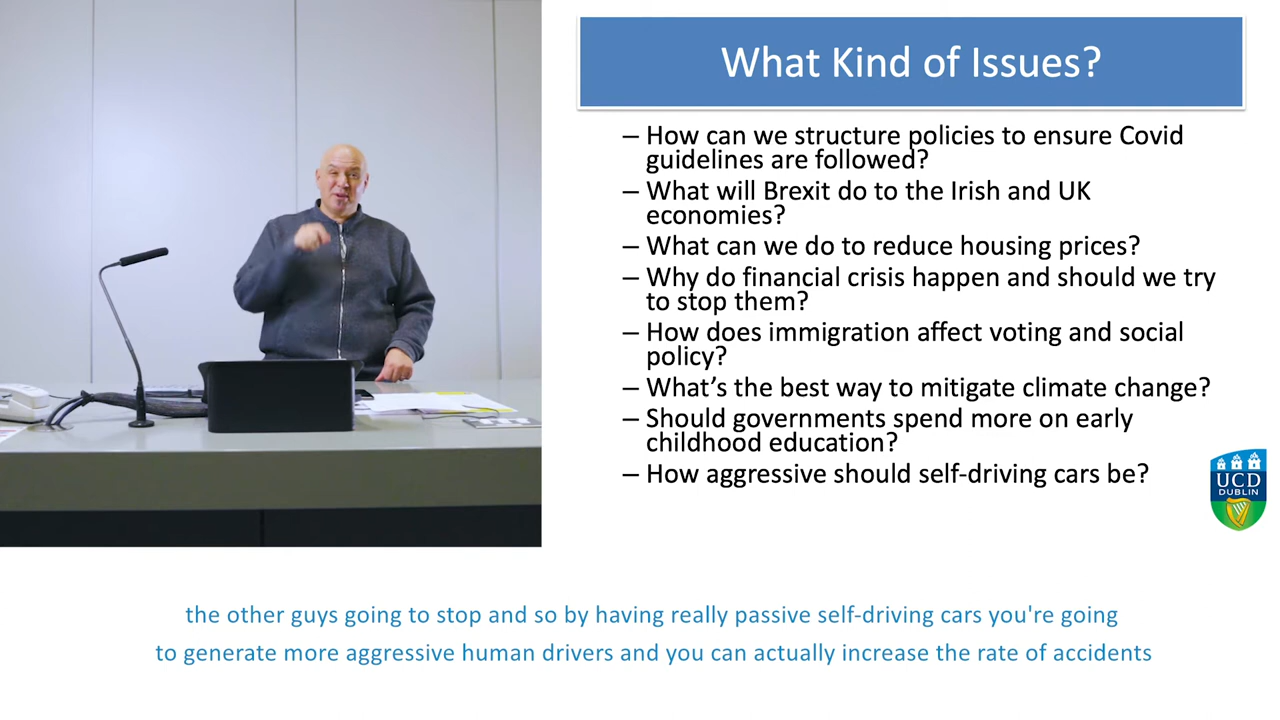 What Kind of Issues?
– How can we structure policies to ensure Covid
guidelines are followed?
– What will Brexit do to the Irish and UK
economies?
– What can we do to reduce housing prices?
– Why do financial crisis happen and should we try
to stop them?
– How does immigration affect voting and social
policy?
– What's the best way to mitigate climate change?
– Should governments spend more on early
childhood education?
– How aggressive should self-driving cars be?
UCD
DUBLIN
the other guys going to stop and so by having really passive self-driving cars you're going
to generate more aggressive human drivers and you can actually increase the rate of accidents